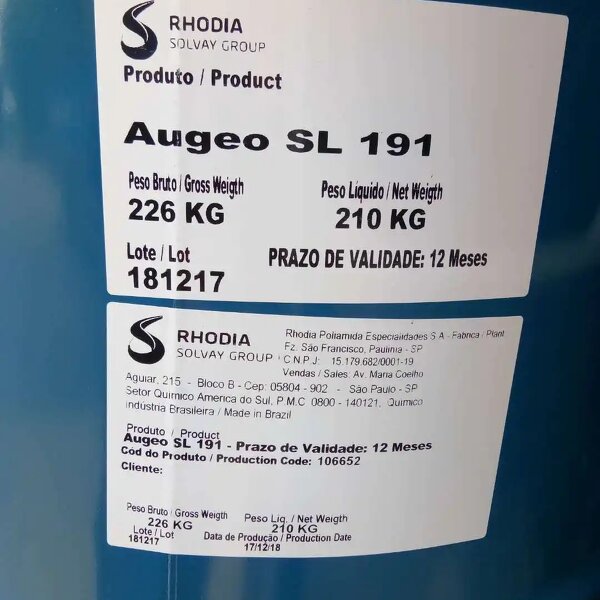 RHODIA
SOLVAY GROUP
Produto / Product
Augeo SL 191
Peso Bruto / Gross Weigth Peso Líquido / Net Weigth
226 KG 210 KG
Lote / Lot PRAZO DE VALIDADE: 12 Meses
181217
RHODIA
SOLVAY GROUP
Rhodia Poliamida Especialidades S.A - Fabrica / Plant
Fz. São Francisco, Paulinia - SP
C.N.P.J: 15.179.682/0001-19
Vendas / Sales: Av. Maria Coelho
Aguiar, 215 - Bloco B - Cep: 05804 - 902 - São Paulo - SP
Setor Quimico America do Sul, P.M.C 0800 - 140121, Quimico
Indústria Brasileira / Made in Brazil
Produto / Product
Augeo SL 191 - Prazo de Validade: 12 Meses
Cód do Produto / Production Code: 106652
Cliente:
Peso Bruto / Gross Weigth Peso Liq. / Net Weigth
226 KG 210 KG
Lote / Lot Data de Produção / Production Date
181217 17/12/18